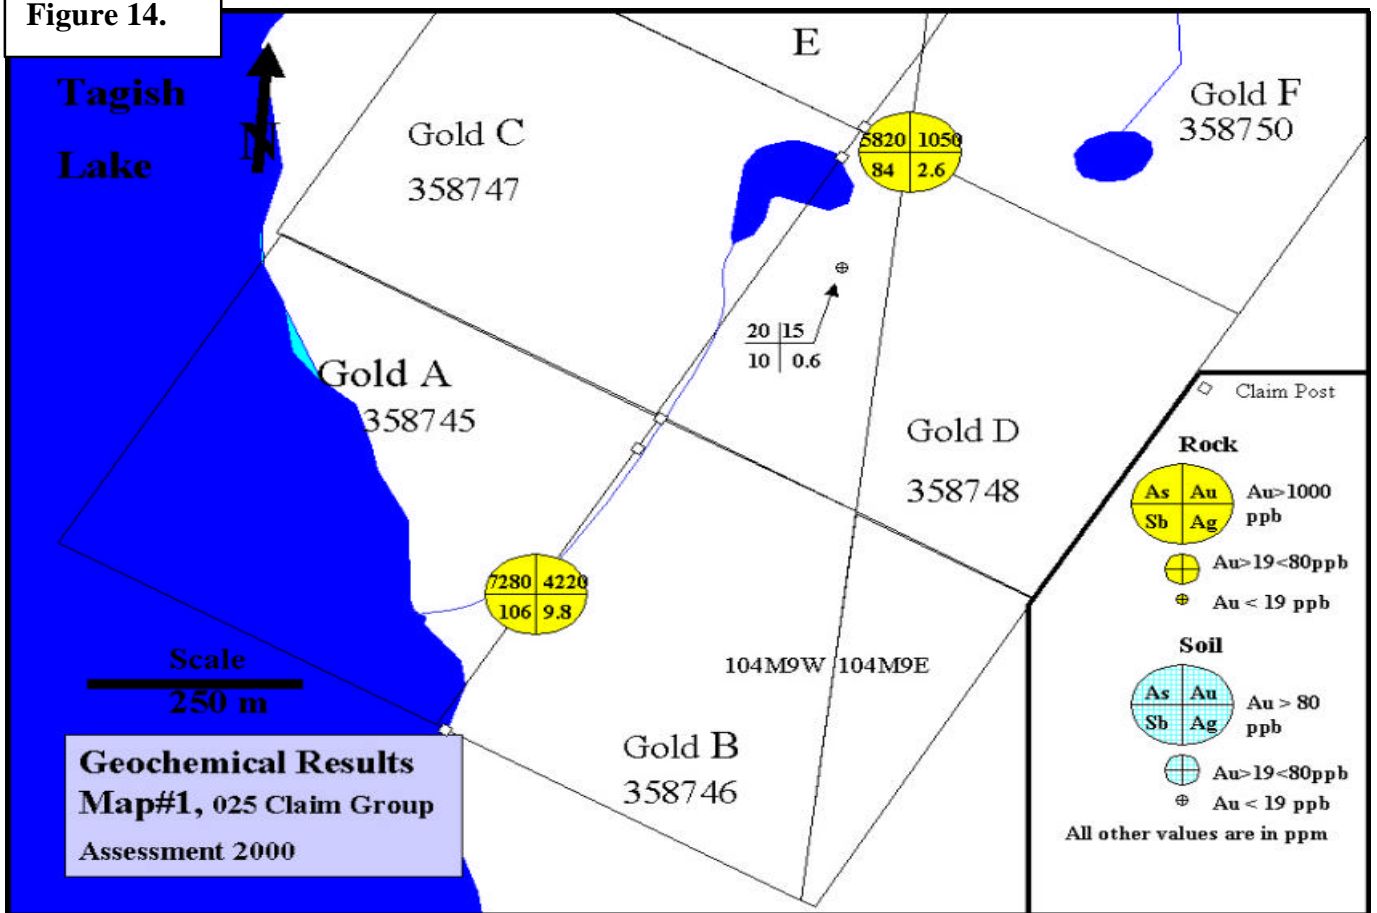 Figure 14.
E
Tagish
Lake
N
Gold C
358747
5820 1050
84 2.6
Gold F
358750
20 15
10 0.6
Gold A
358745
Gold D
358748
Claim Post
Rock
As Au
Sb Ag
Au>1000
ppb
Au>19<80ppb
Au < 19 ppb
7280 4220
106 9.8
Soil
As Au
Sb Ag
Au > 80
ppb
Au>19<80ppb
Au < 19 ppb
All other values are in ppm
104M9W 104M9E
Scale
250 m
Gold B
358746
Geochemical Results
Map#1, 025 Claim Group
Assessment 2000